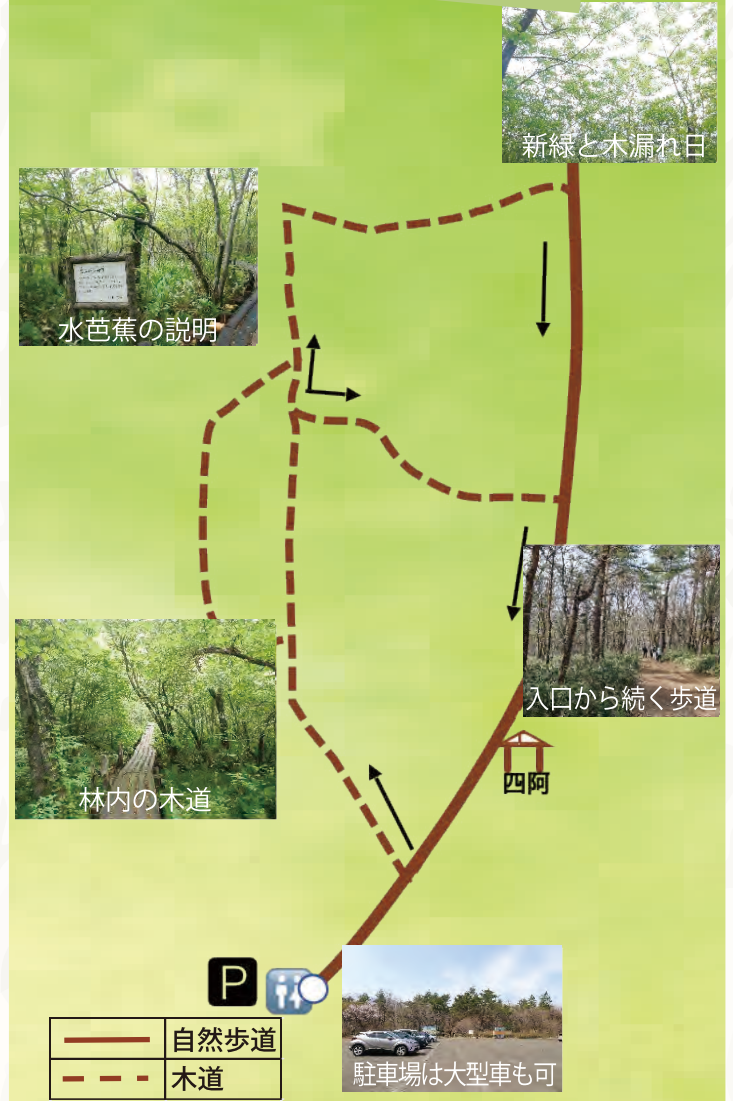 新緑と木漏れ日
水芭蕉の説明
入口から続く歩道
四阿
林内の木道
P
駐車場は大型車も可
自然歩道
木道